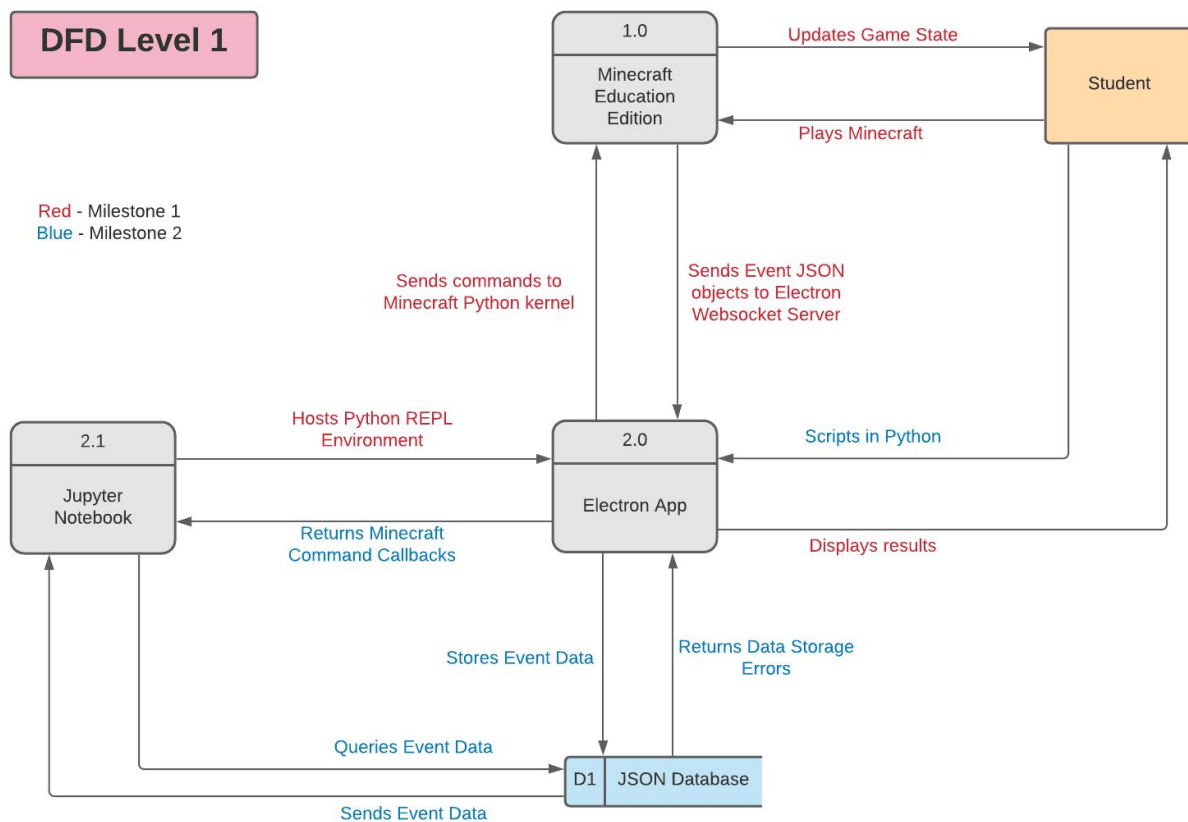 DFD Level 1
1.0
Minecraft
Education
Edition
Updates Game State
Student
Plays Minecraft
Red - Milestone 1
Blue - Milestone 2
Sends commands to
Minecraft Python kernel
Sends Event JSON
objects to Electron
Websocket Server
2.1
Jupyter
Notebook
Hosts Python REPL
Environment
2.0
Electron App
Scripts in Python
Returns Minecraft
Command Callbacks
Displays results
Stores Event Data
Returns Data Storage
Errors
Queries Event Data
D1
JSON Database
Sends Event Data